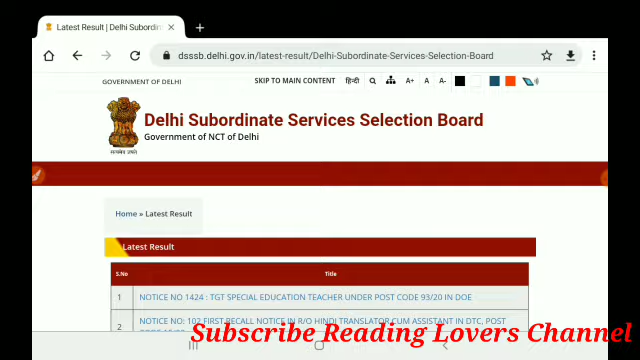 Latest Result | Delhi Subordin
dsssb.delhi.gov.in/latest-result/Delhi-Subordinate-Services-Selection-Board
GOVERNMENT OF DELHI
SKIP TO MAIN CONTENT हिन्दी A+ A A-
Delhi Subordinate Services Selection Board
Government of NCT of Delhi
सत्यमेव जयते
Home » Latest Result
Latest Result
S.No Title
1 NOTICE NO 1424 : TGT SPECIAL EDUCATION TEACHER UNDER POST CODE 93/20 IN DOE
2 NOTICE NO: 102 FIRST RECALL NOTICE IN R/O HINDI TRANSLATOR CUM ASSISTANT IN DTC, POST
Subscribe Reading Lovers Channel